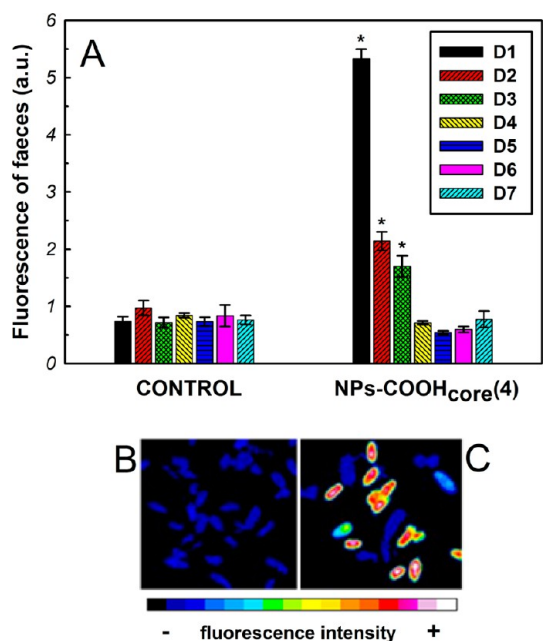 A
Fluorescence of faeces (a.u.)
6
5
4
3
2
1
0
*
*
*
D1
D2
D3
D4
D5
D6
D7
CONTROL
NPs-COOHcore(4)
B
C
- fluorescence intensity +